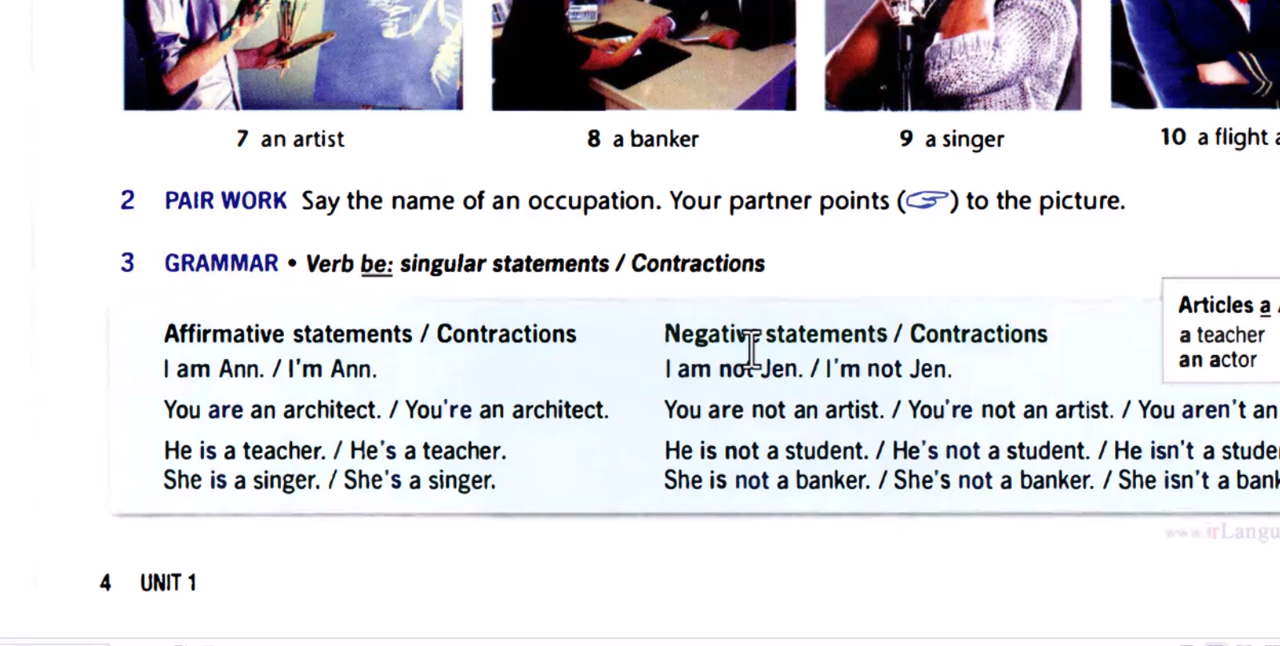 7 an artist
8 a banker
9 a singer
10 a flight
2 PAIR WORK Say the name of an occupation. Your partner points ( ) to the picture.
3 GRAMMAR • Verb be: singular statements / Contractions
Affirmative statements / Contractions
I am Ann. / I'm Ann.
You are an architect. / You're an architect.
He is a teacher. / He's a teacher.
She is a singer. / She's a singer.
Negative statements / Contractions
I am not Jen. / I'm not Jen.
You are not an artist. / You're not an artist. / You aren't an
He is not a student. / He's not a student. / He isn't a stude
She is not a banker. / She's not a banker. / She isn't a bank
Articles a /
a teacher
an actor
www.irLangu
4 UNIT 1